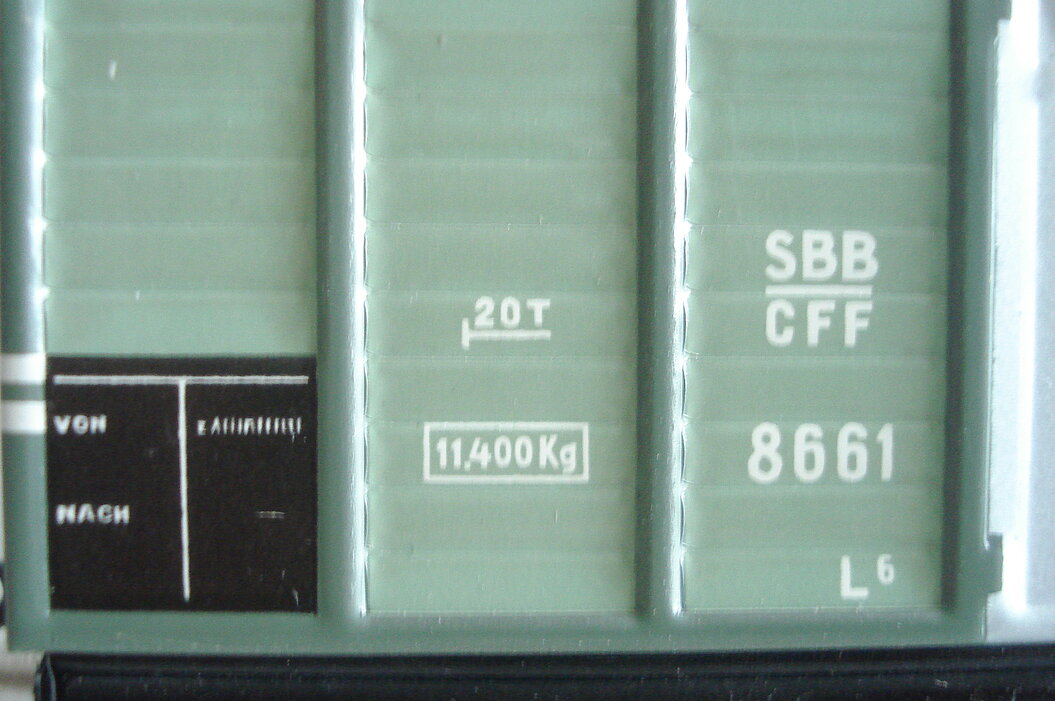 VON
NACH
20T
11.400Kg
SBB
CFF
8661
L6